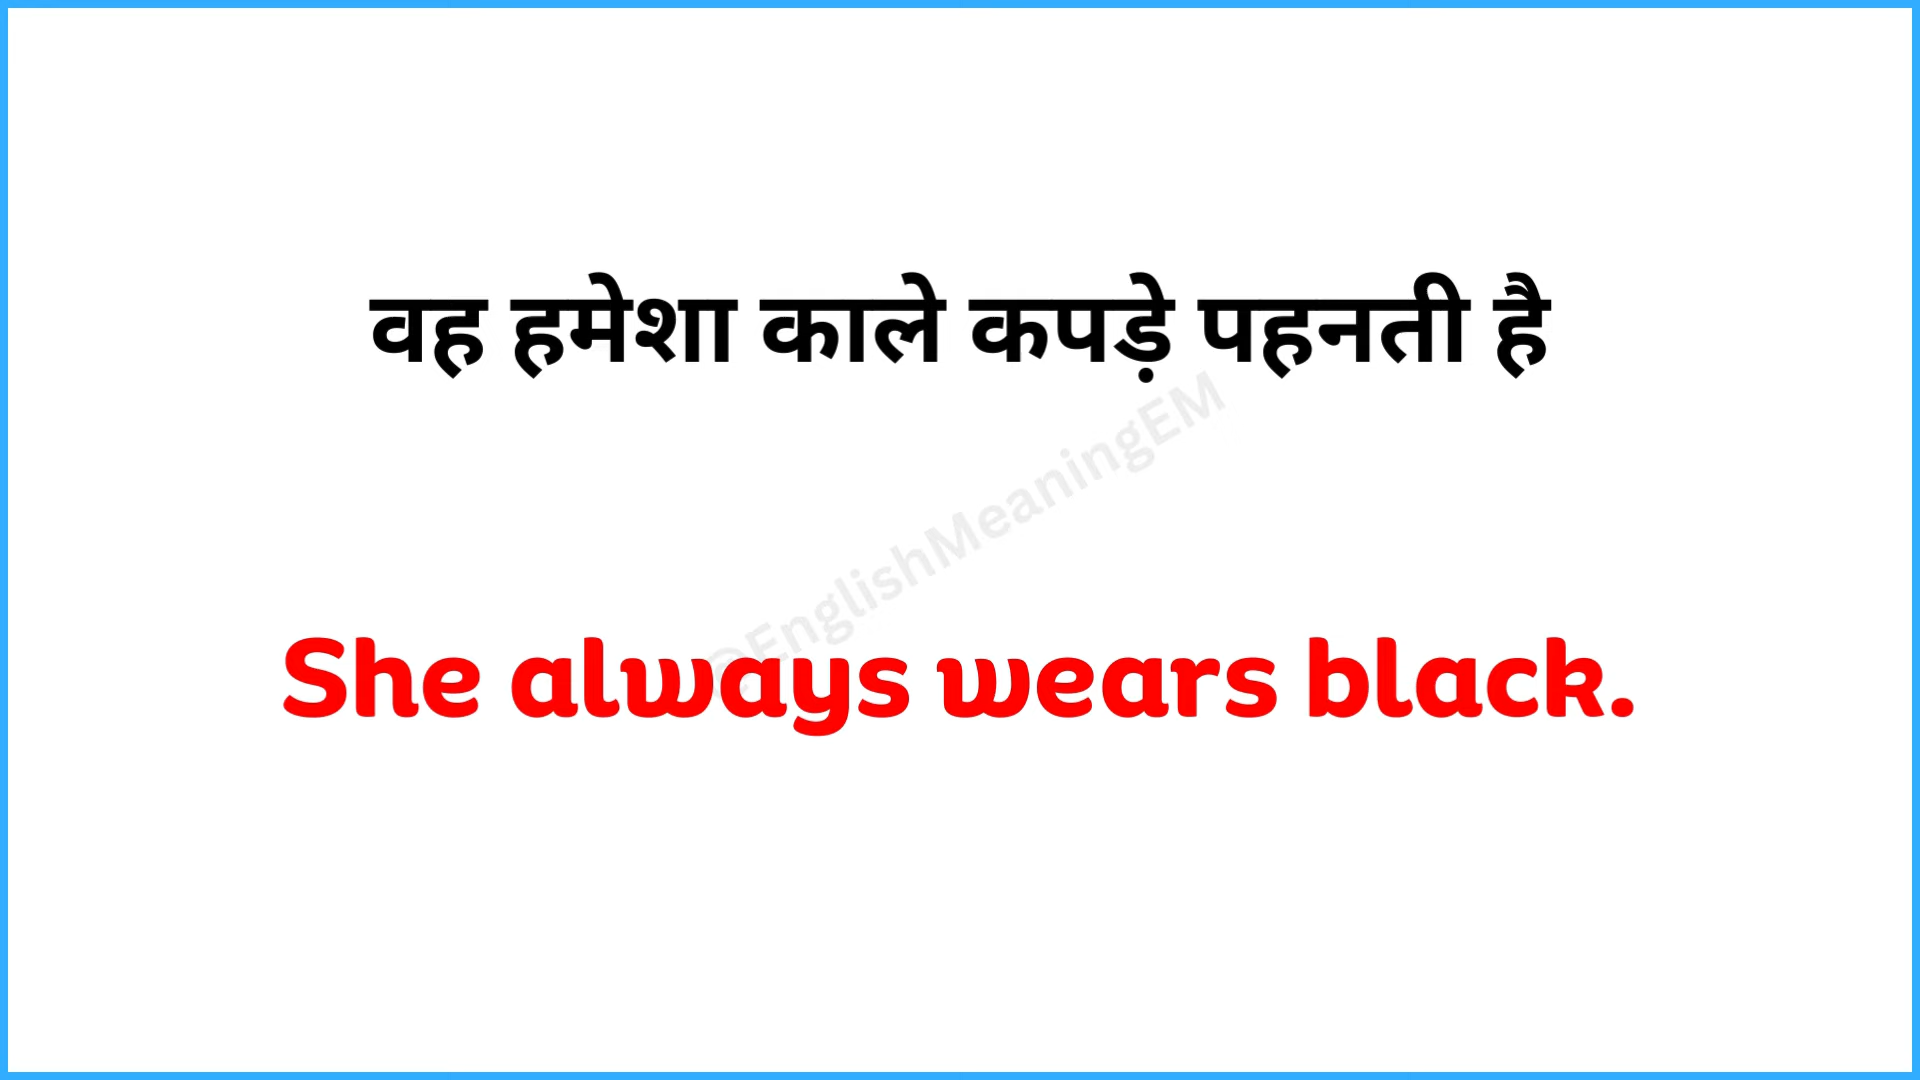 वह हमेशा काले कपड़े पहनती है
@EnglishMeaningEM
She always wears black.